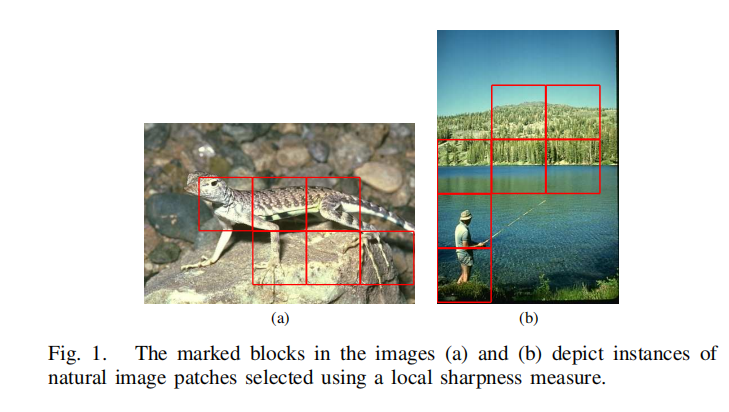 (a)
(b)
Fig. 1. The marked blocks in the images (a) and (b) depict instances of
natural image patches selected using a local sharpness measure.